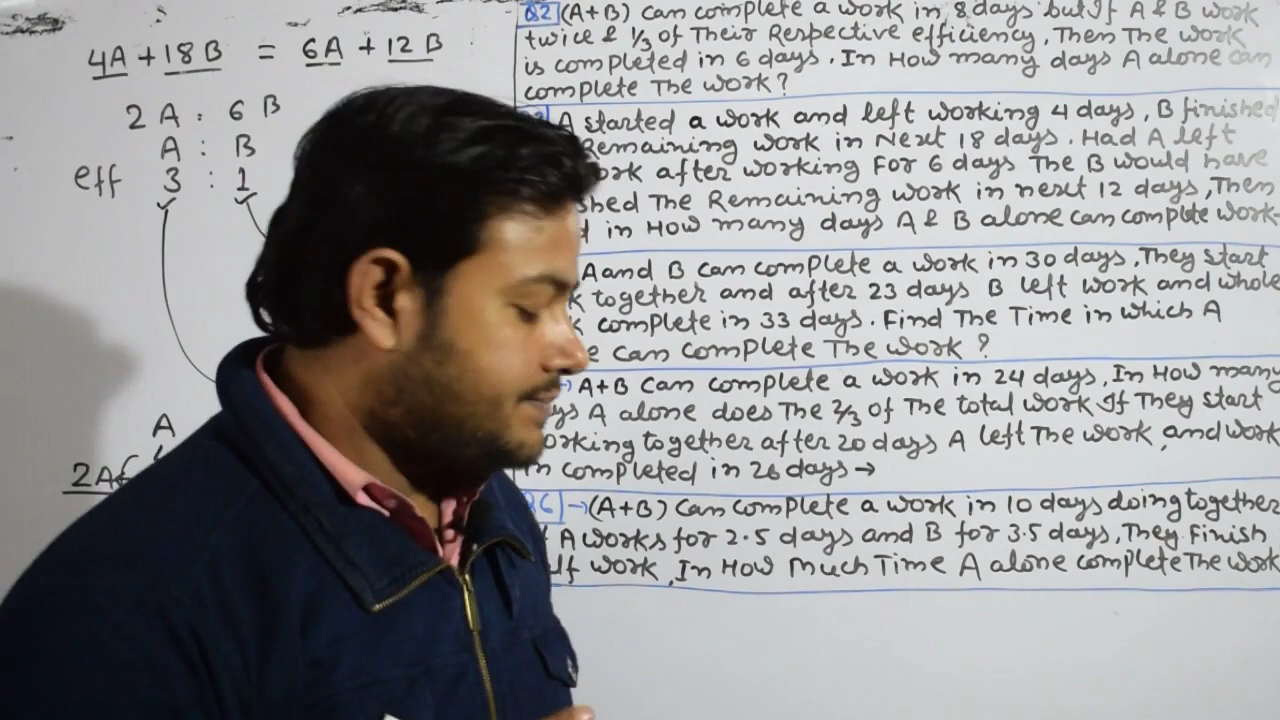 4A + 18B = 6A + 12B
2A : 6B
A : B
eff 3 : 1
A
2A
Q2 (A+B) Can complete a work in 8 days but If A & B work
twice & 1/3 of Their Respective efficiency, Then The work
is completed in 6 days. In How many days A alone can
complete The work?
A started a work and left working 4 days, B finished
Remaining work in Next 18 days. Had A left
ork after working For 6 days The B would have
shed The Remaining work in next 12 days, Then
in How many days A & B alone can complete work
A and B can complete a work in 30 days, They start
k together and after 23 days B left work and whole
k complete in 33 days. Find The Time in which A
e can complete The work?
→ A+B can complete a work in 24 days, In How many
ys A alone does The 2/3 of The total work. If They start
orking together after 20 days A left The work, and work
in completed in 26 days →
Q6 → (A+B) Can complete a work in 10 days doing together
f A works for 2.5 days and B for 3.5 days, They Finish
lf work, In How Much Time A alone complete The work